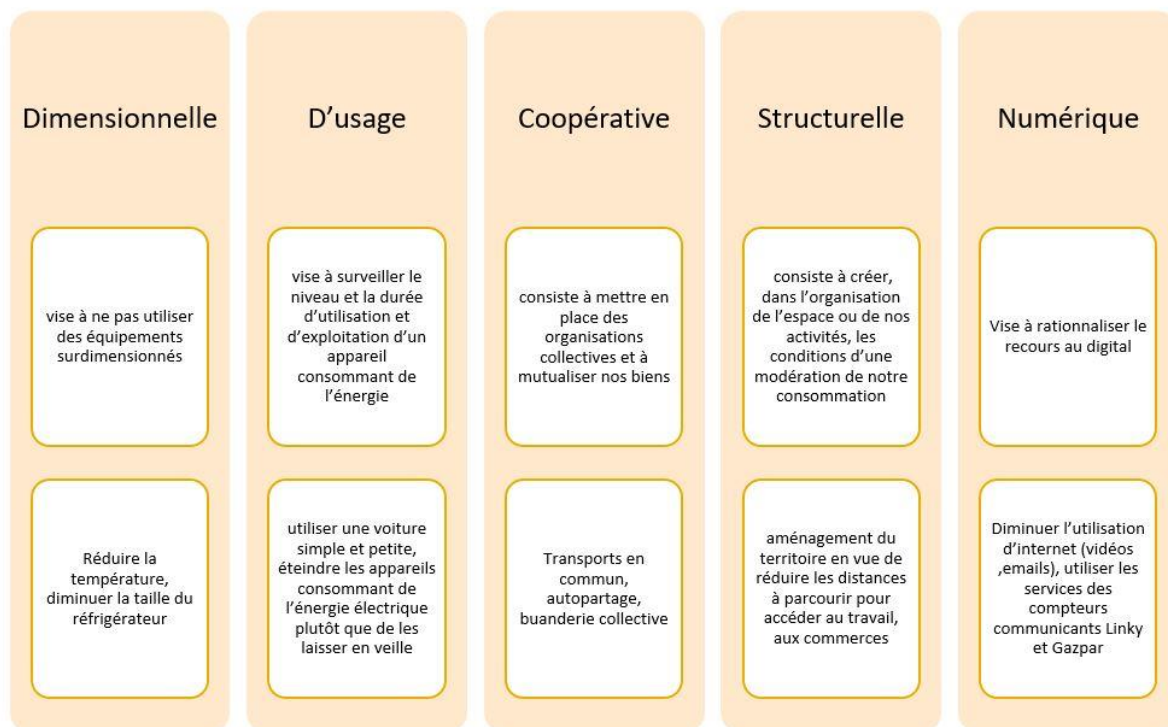 Dimensionnelle
vise à ne pas utiliser
des équipements
surdimensionnés
Réduire la
température,
diminuer la taille du
réfrigérateur
D’usage
vise à surveiller le
niveau et la durée
d’utilisation et
d’exploitation d’un
appareil
consommant de
l’énergie
utiliser une voiture
simple et petite,
éteindre les appareils
consommant de
l’énergie électrique
plutôt que de les
laisser en veille
Coopérative
consiste à mettre en
place des
organisations
collectives et à
mutualiser nos biens
Transports en
commun,
autopartage,
buanderie collective
Structurelle
consiste à créer,
dans l’organisation
de l’espace ou de nos
activités, les
conditions d’une
modération de notre
consommation
aménagement du
territoire en vue de
réduire les distances
à parcourir pour
accéder au travail,
aux commerces
Numérique
Vise à rationnaliser le
recours au digital
Diminuer l’utilisation
d’internet (vidéos
,emails), utiliser les
services des
compteurs
communicants Linky
et Gazpar